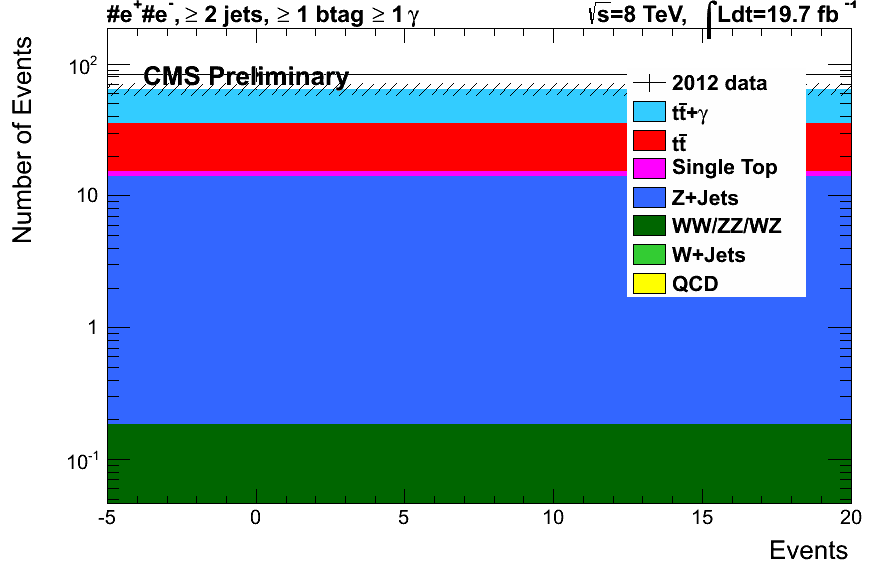 #e⁺#e⁻, ≥ 2 jets, ≥ 1 btag ≥ 1 γ
√s=8 TeV, ∫Ldt=19.7 fb⁻¹
Number of Events
CMS Preliminary
2012 data
tt̄+γ
tt̄
Single Top
Z+Jets
WW/ZZ/WZ
W+Jets
QCD
10²
10
1
10⁻¹
-5 0 5 10 15 20
Events